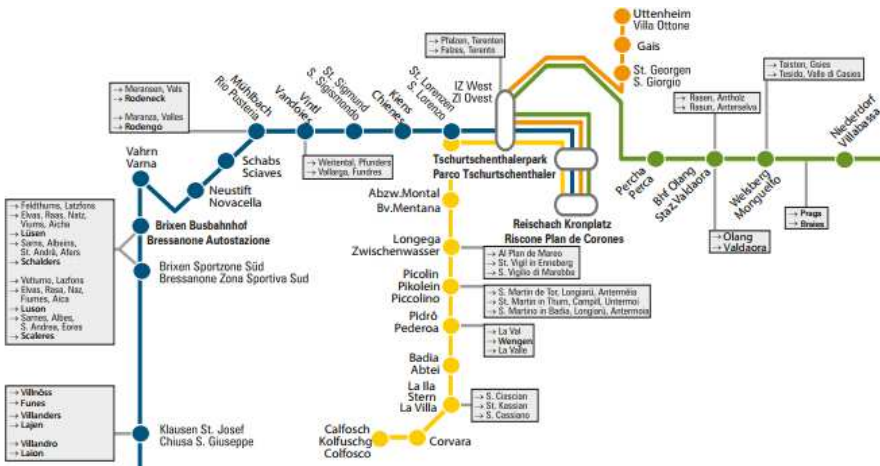 Uttenheim
Villa Ottone
Gais
St. Georgen
S. Giorgio
→ Pfalzen, Terenten
→ Falzes, Terento
IZ West
ZI Ovest
→ Taisten, Gsies
→ Tesido, Valle di Casies
→ Rasen, Antholz
→ Rasun, Anterselva
Niederdorf
Villabassa
→ Meransen, Vals
→ Rodeneck
→ Maranza, Valles
→ Rodengo
Mühlbach
Rio Pusteria
Vintl
Vandoies
St. Sigmund
S. Sigismondo
Kiens
Chienes
St. Lorenzen
S. Lorenzo
Vahrn
Varna
Schabs
Sciaves
Neustift
Novacella
→ Weitental, Pfunders
→ Vallarga, Fundres
Tschurtschenthalerpark
Parco Tschurtschenthaler
Percha
Perca
Bhf Olang
Staz.Valdaora
Welsberg
Monguelfo
→ Prags
→ Braies
→ Olang
→ Valdaora
Reischach Kronplatz
Riscone Plan de Corones
Abzw.Montal
Bv.Mentana
→ Feldthurns, Latzfons
→ Elvas, Raas, Natz,
Viums, Aicha
→ Lüsen
→ Sarns, Albeins,
St. Andrä, Afers
→ Schalders
→ Velturno, Lazfons
→ Elvas, Rasa, Naz,
Fiumes, Aica
→ Luson
→ Sarnes, Albes,
S. Andrea, Eores
→ Scaleres
Brixen Busbahnhof
Bressanone Autostazione
Brixen Sportzone Süd
Bressanone Zona Sportiva Sud
Longega
Zwischenwasser
→ Al Plan de Mareo
→ St. Vigil in Enneberg
→ S. Vigilio di Marebbe
Picolin
Pikolein
Piccolino
→ S. Martin de Tor, Longiarü, Antermëia
→ St. Martin in Thurn, Campill, Untermoi
→ S. Martino in Badia, Longiarü, Antermoia
Pidrô
Pederoa
→ La Val
→ Wengen
→ La Valle
Badia
Abtei
La Ila
Stern
La Villa
→ S. Ciascian
→ St. Kassian
→ S. Cassiano
Calfosch
Kolfuschg
Colfosco
Corvara
→ Villnöss
→ Funes
→ Villanders
→ Lajen
→ Villandro
→ Laion
Klausen St. Josef
Chiusa S. Giuseppe